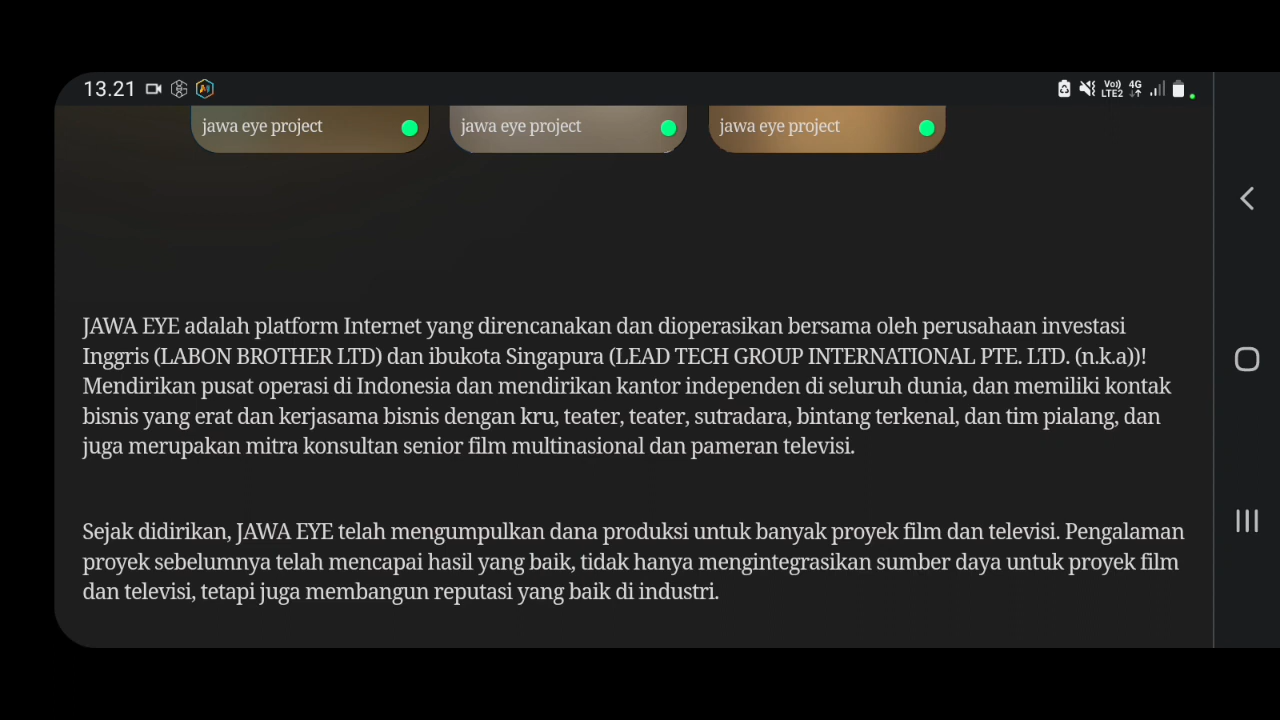 13.21
Vo)) 4G
LTE2
jawa eye project
jawa eye project
jawa eye project
JAWA EYE adalah platform Internet yang direncanakan dan dioperasikan bersama oleh perusahaan investasi
Inggris (LABON BROTHER LTD) dan ibukota Singapura (LEAD TECH GROUP INTERNATIONAL PTE. LTD. (n.k.a))!
Mendirikan pusat operasi di Indonesia dan mendirikan kantor independen di seluruh dunia, dan memiliki kontak
bisnis yang erat dan kerjasama bisnis dengan kru, teater, teater, sutradara, bintang terkenal, dan tim pialang, dan
juga merupakan mitra konsultan senior film multinasional dan pameran televisi.
Sejak didirikan, JAWA EYE telah mengumpulkan dana produksi untuk banyak proyek film dan televisi. Pengalaman
proyek sebelumnya telah mencapai hasil yang baik, tidak hanya mengintegrasikan sumber daya untuk proyek film
dan televisi, tetapi juga membangun reputasi yang baik di industri.